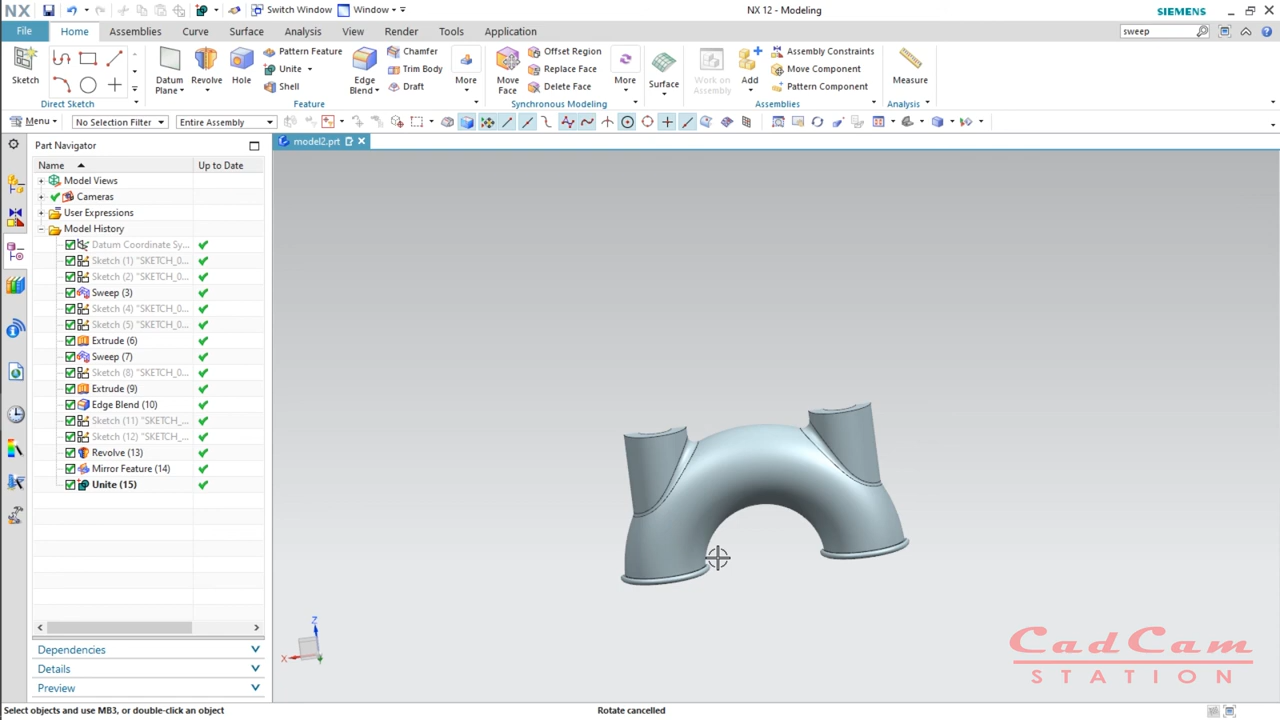 NX
Switch Window
Window
NX 12 - Modeling
SIEMENS
File
Home
Assemblies
Curve
Surface
Analysis
View
Render
Tools
Application
sweep
Sketch
Direct Sketch
Datum Plane
Revolve
Hole
Pattern Feature
Unite
Shell
Edge Blend
Chamfer
Trim Body
Draft
More
Feature
Move Face
Offset Region
Replace Face
Delete Face
More
Synchronous Modeling
Surface
Work on Assembly
Add
Assembly Constraints
Move Component
Pattern Component
Assemblies
Measure
Analysis
Menu
No Selection Filter
Entire Assembly
Part Navigator
model2.prt
Name
Up to Date
Model Views
Cameras
User Expressions
Model History
Datum Coordinate Sy...
Sketch (1) "SKETCH_0...
Sketch (2) "SKETCH_0...
Sweep (3)
Sketch (4) "SKETCH_0...
Sketch (5) "SKETCH_0...
Extrude (6)
Sweep (7)
Sketch (8) "SKETCH_0...
Extrude (9)
Edge Blend (10)
Sketch (11) "SKETCH_...
Sketch (12) "SKETCH_...
Revolve (13)
Mirror Feature (14)
Unite (15)
Dependencies
Details
Preview
Z
X
CadCam
STATION
Select objects and use MB3, or double-click an object
Rotate cancelled